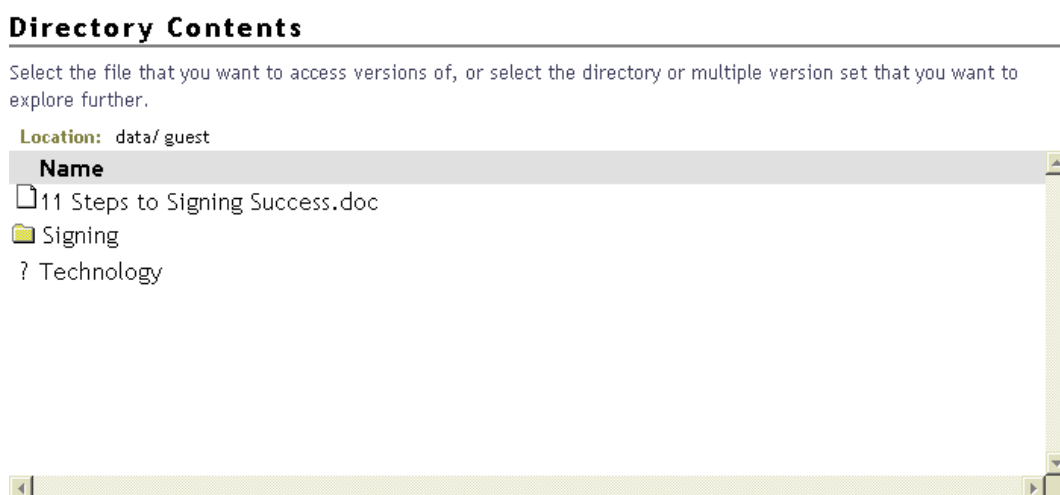 Directory Contents
Select the file that you want to access versions of, or select the directory or multiple version set that you want to
explore further.
Location: data/ guest
Name
11 Steps to Signing Success.doc
Signing
? Technology